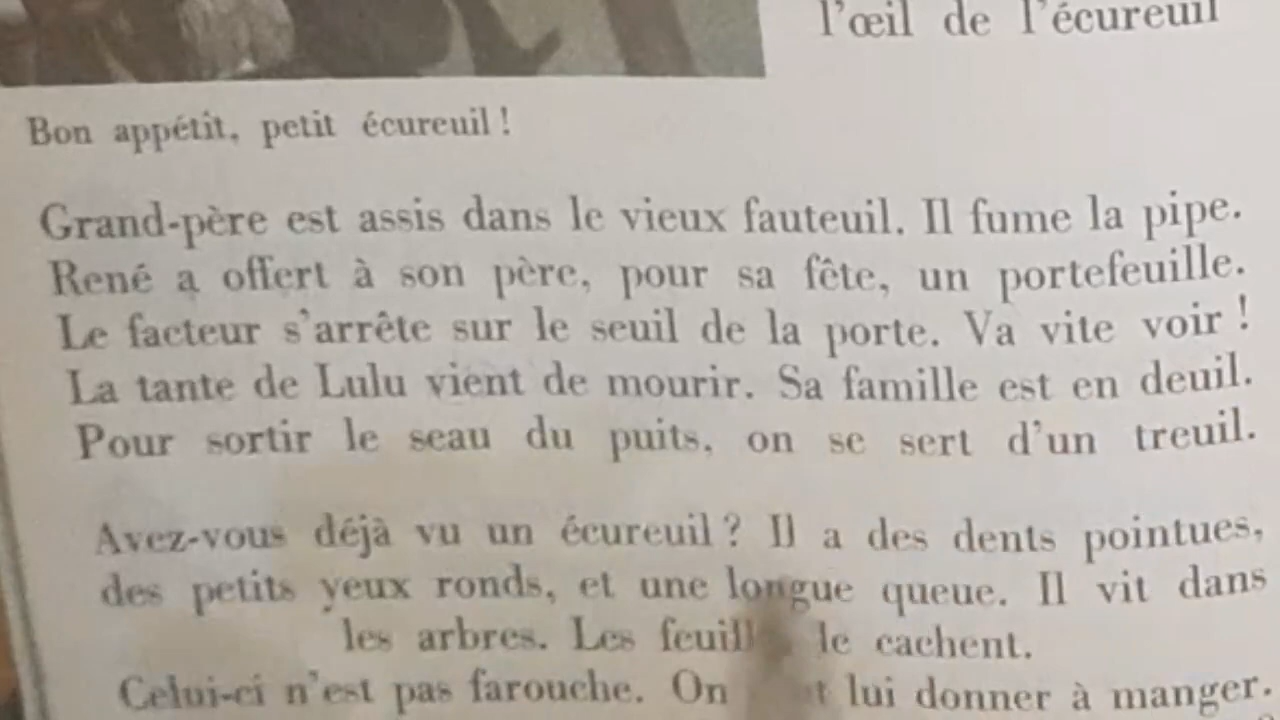 l'œil de l'écureuil
Bon appétit, petit écureuil !
Grand-père est assis dans le vieux fauteuil. Il fume la pipe.
René a offert à son père, pour sa fête, un portefeuille.
Le facteur s'arrête sur le seuil de la porte. Va vite voir !
La tante de Lulu vient de mourir. Sa famille est en deuil.
Pour sortir le seau du puits, on se sert d'un treuil.
Avez-vous déjà vu un écureuil ? Il a des dents pointues,
des petits yeux ronds, et une longue queue. Il vit dans
les arbres. Les le cachent.
Celui-ci n'est pas farouche. On lui donner à manger.